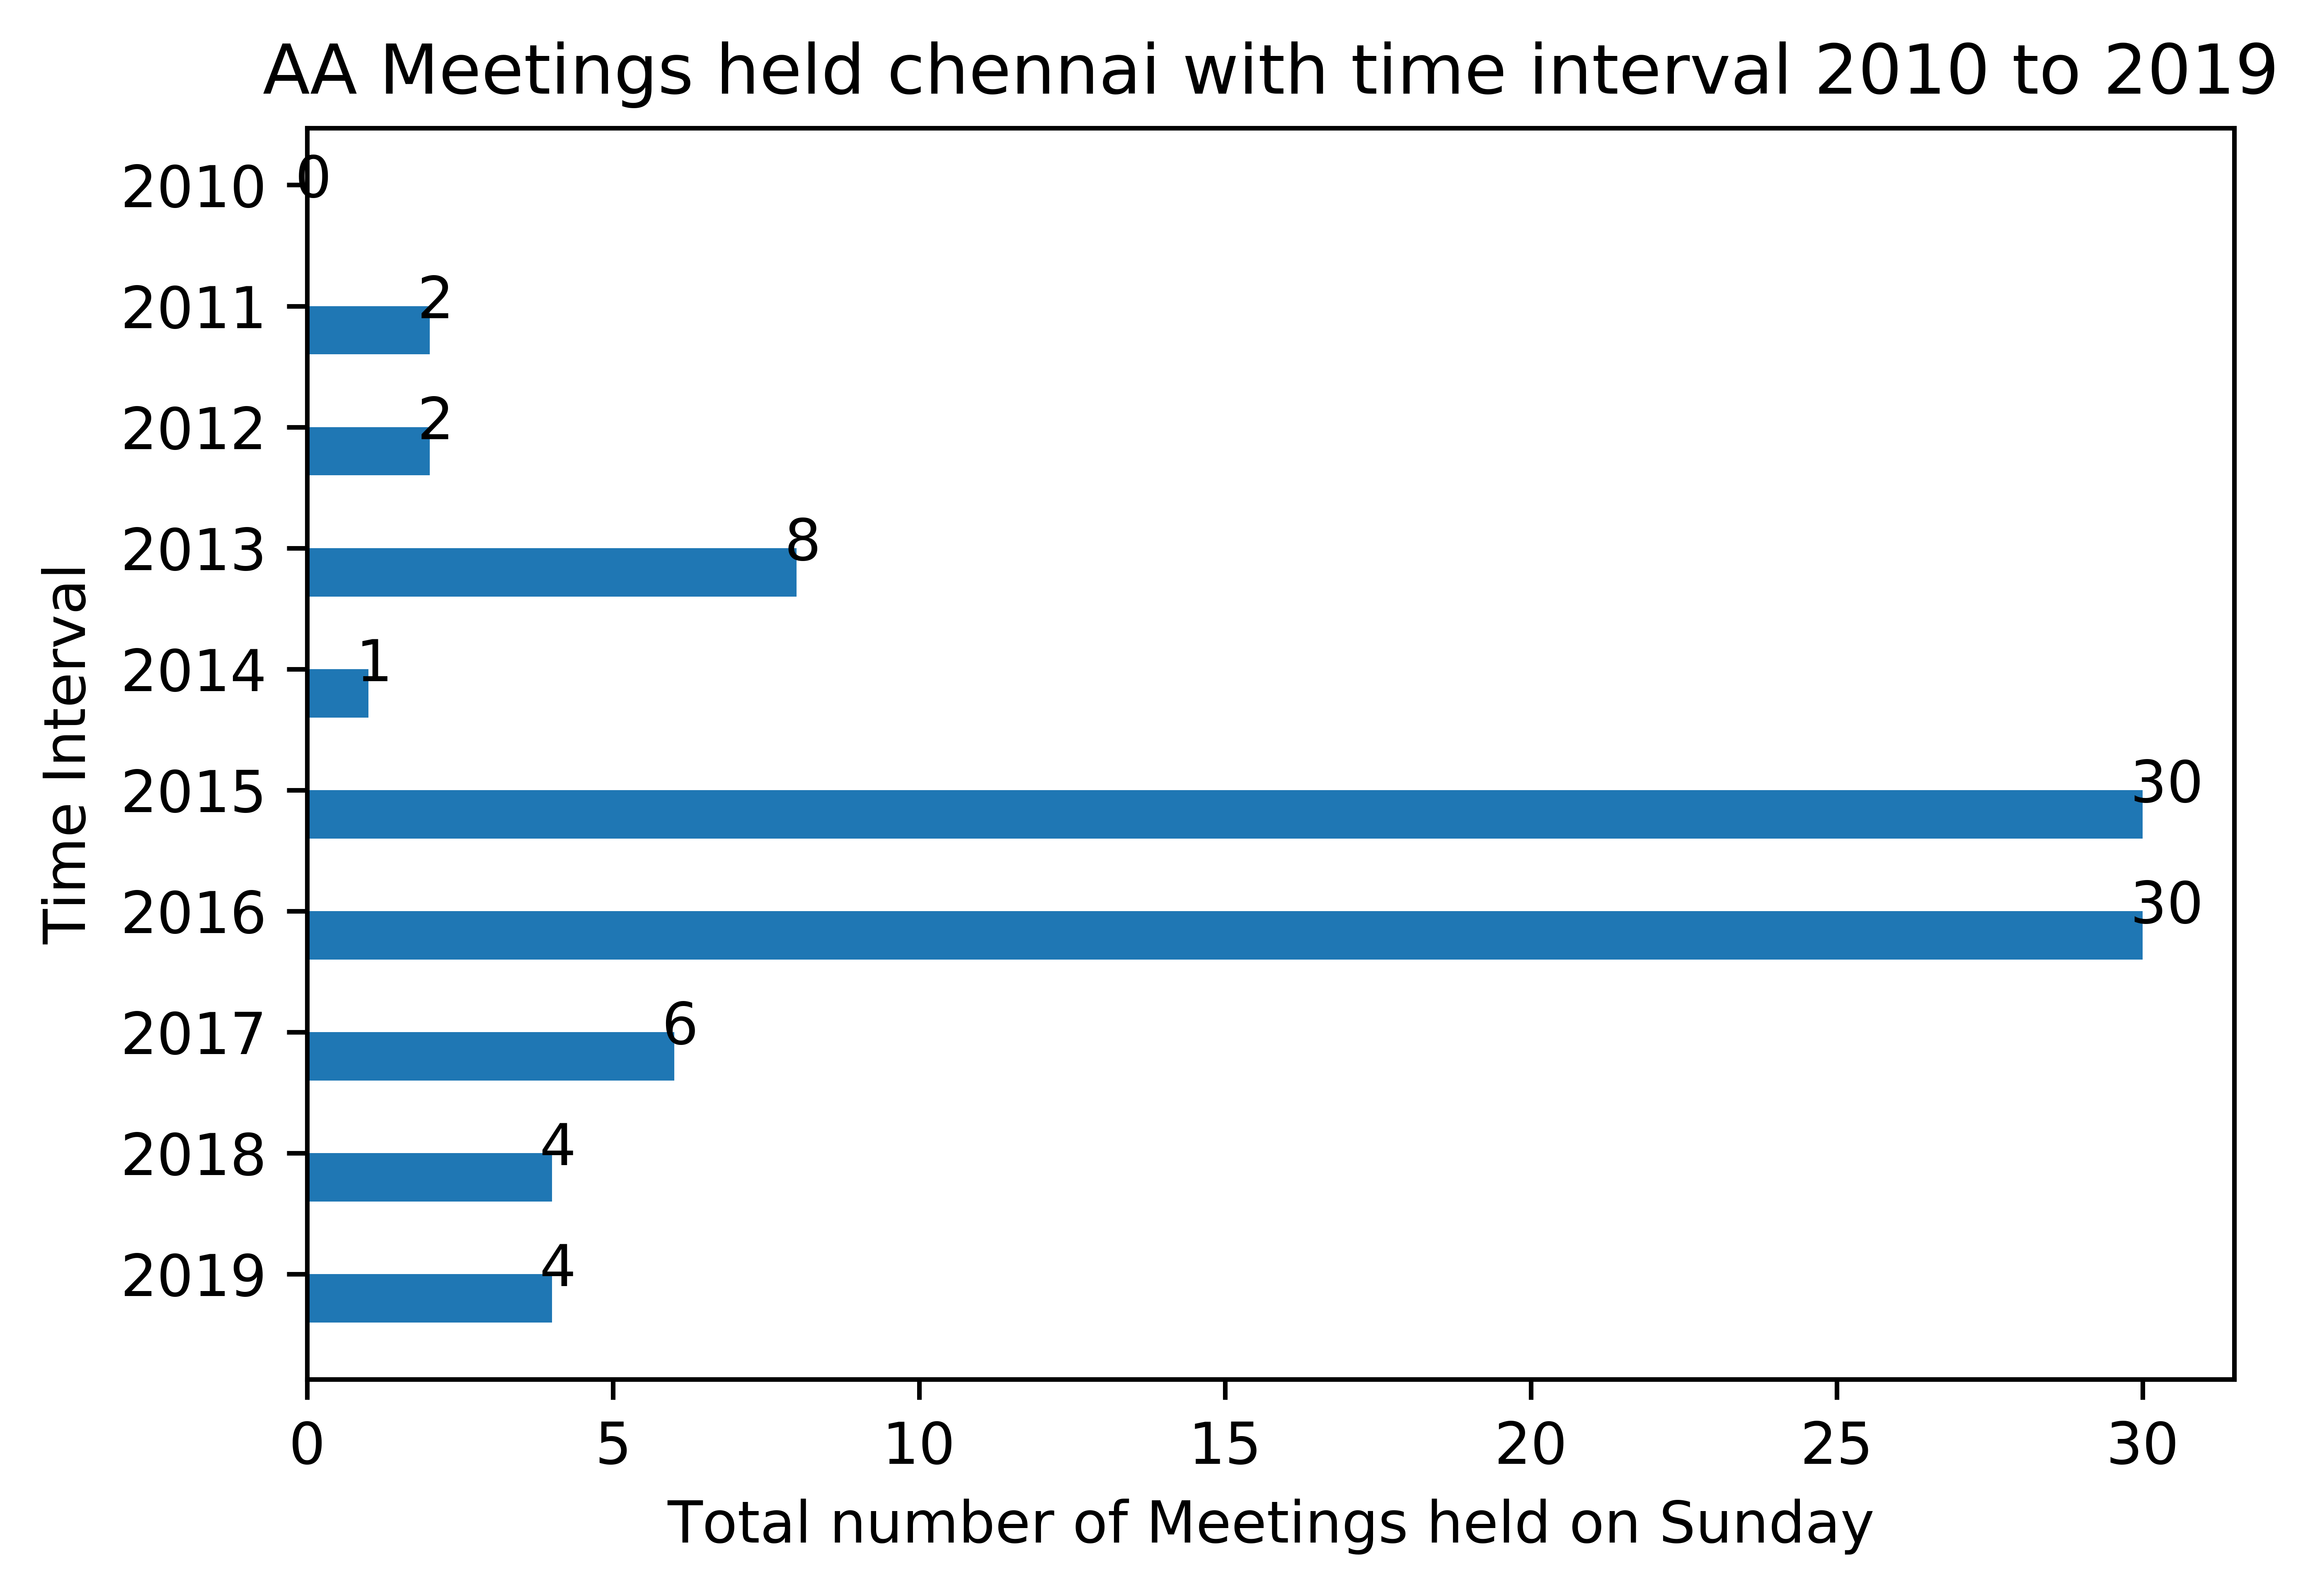 AA Meetings held chennai with time interval 2010 to 2019
Time Interval
2010 0
2011 2
2012 2
2013 8
2014 1
2015 30
2016 30
2017 6
2018 4
2019 4
0 5 10 15 20 25 30
Total number of Meetings held on Sunday